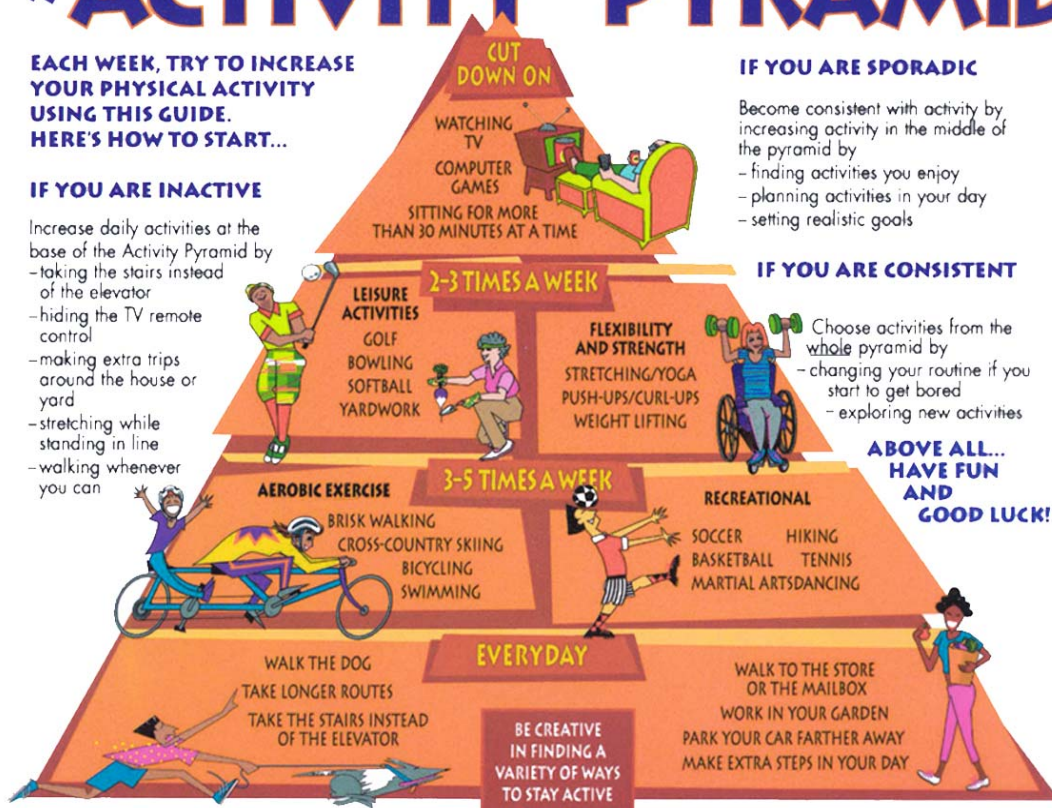 ACTIVITY PYRAMID
EACH WEEK, TRY TO INCREASE
YOUR PHYSICAL ACTIVITY
USING THIS GUIDE.
HERE'S HOW TO START...
IF YOU ARE INACTIVE
Increase daily activities at the
base of the Activity Pyramid by
– taking the stairs instead
of the elevator
– hiding the TV remote
control
– making extra trips
around the house or
yard
– stretching while
standing in line
– walking whenever
you can
CUT
DOWN ON
WATCHING
TV
COMPUTER
GAMES
SITTING FOR MORE
THAN 30 MINUTES AT A TIME
IF YOU ARE SPORADIC
Become consistent with activity by
increasing activity in the middle of
the pyramid by
– finding activities you enjoy
– planning activities in your day
– setting realistic goals
IF YOU ARE CONSISTENT
Choose activities from the
whole pyramid by
– changing your routine if you
start to get bored
– exploring new activities
ABOVE ALL...
HAVE FUN
AND
GOOD LUCK!
2-3 TIMES A WEEK
LEISURE
ACTIVITIES
GOLF
BOWLING
SOFTBALL
YARDWORK
FLEXIBILITY
AND STRENGTH
STRETCHING/YOGA
PUSH-UPS/CURL-UPS
WEIGHT LIFTING
3-5 TIMES A WEEK
AEROBIC EXERCISE
BRISK WALKING
CROSS-COUNTRY SKIING
BICYCLING
SWIMMING
RECREATIONAL
SOCCER HIKING
BASKETBALL TENNIS
MARTIAL ARTSDANCING
EVERYDAY
WALK THE DOG
TAKE LONGER ROUTES
TAKE THE STAIRS INSTEAD
OF THE ELEVATOR
BE CREATIVE
IN FINDING A
VARIETY OF WAYS
TO STAY ACTIVE
WALK TO THE STORE
OR THE MAILBOX
WORK IN YOUR GARDEN
PARK YOUR CAR FARTHER AWAY
MAKE EXTRA STEPS IN YOUR DAY